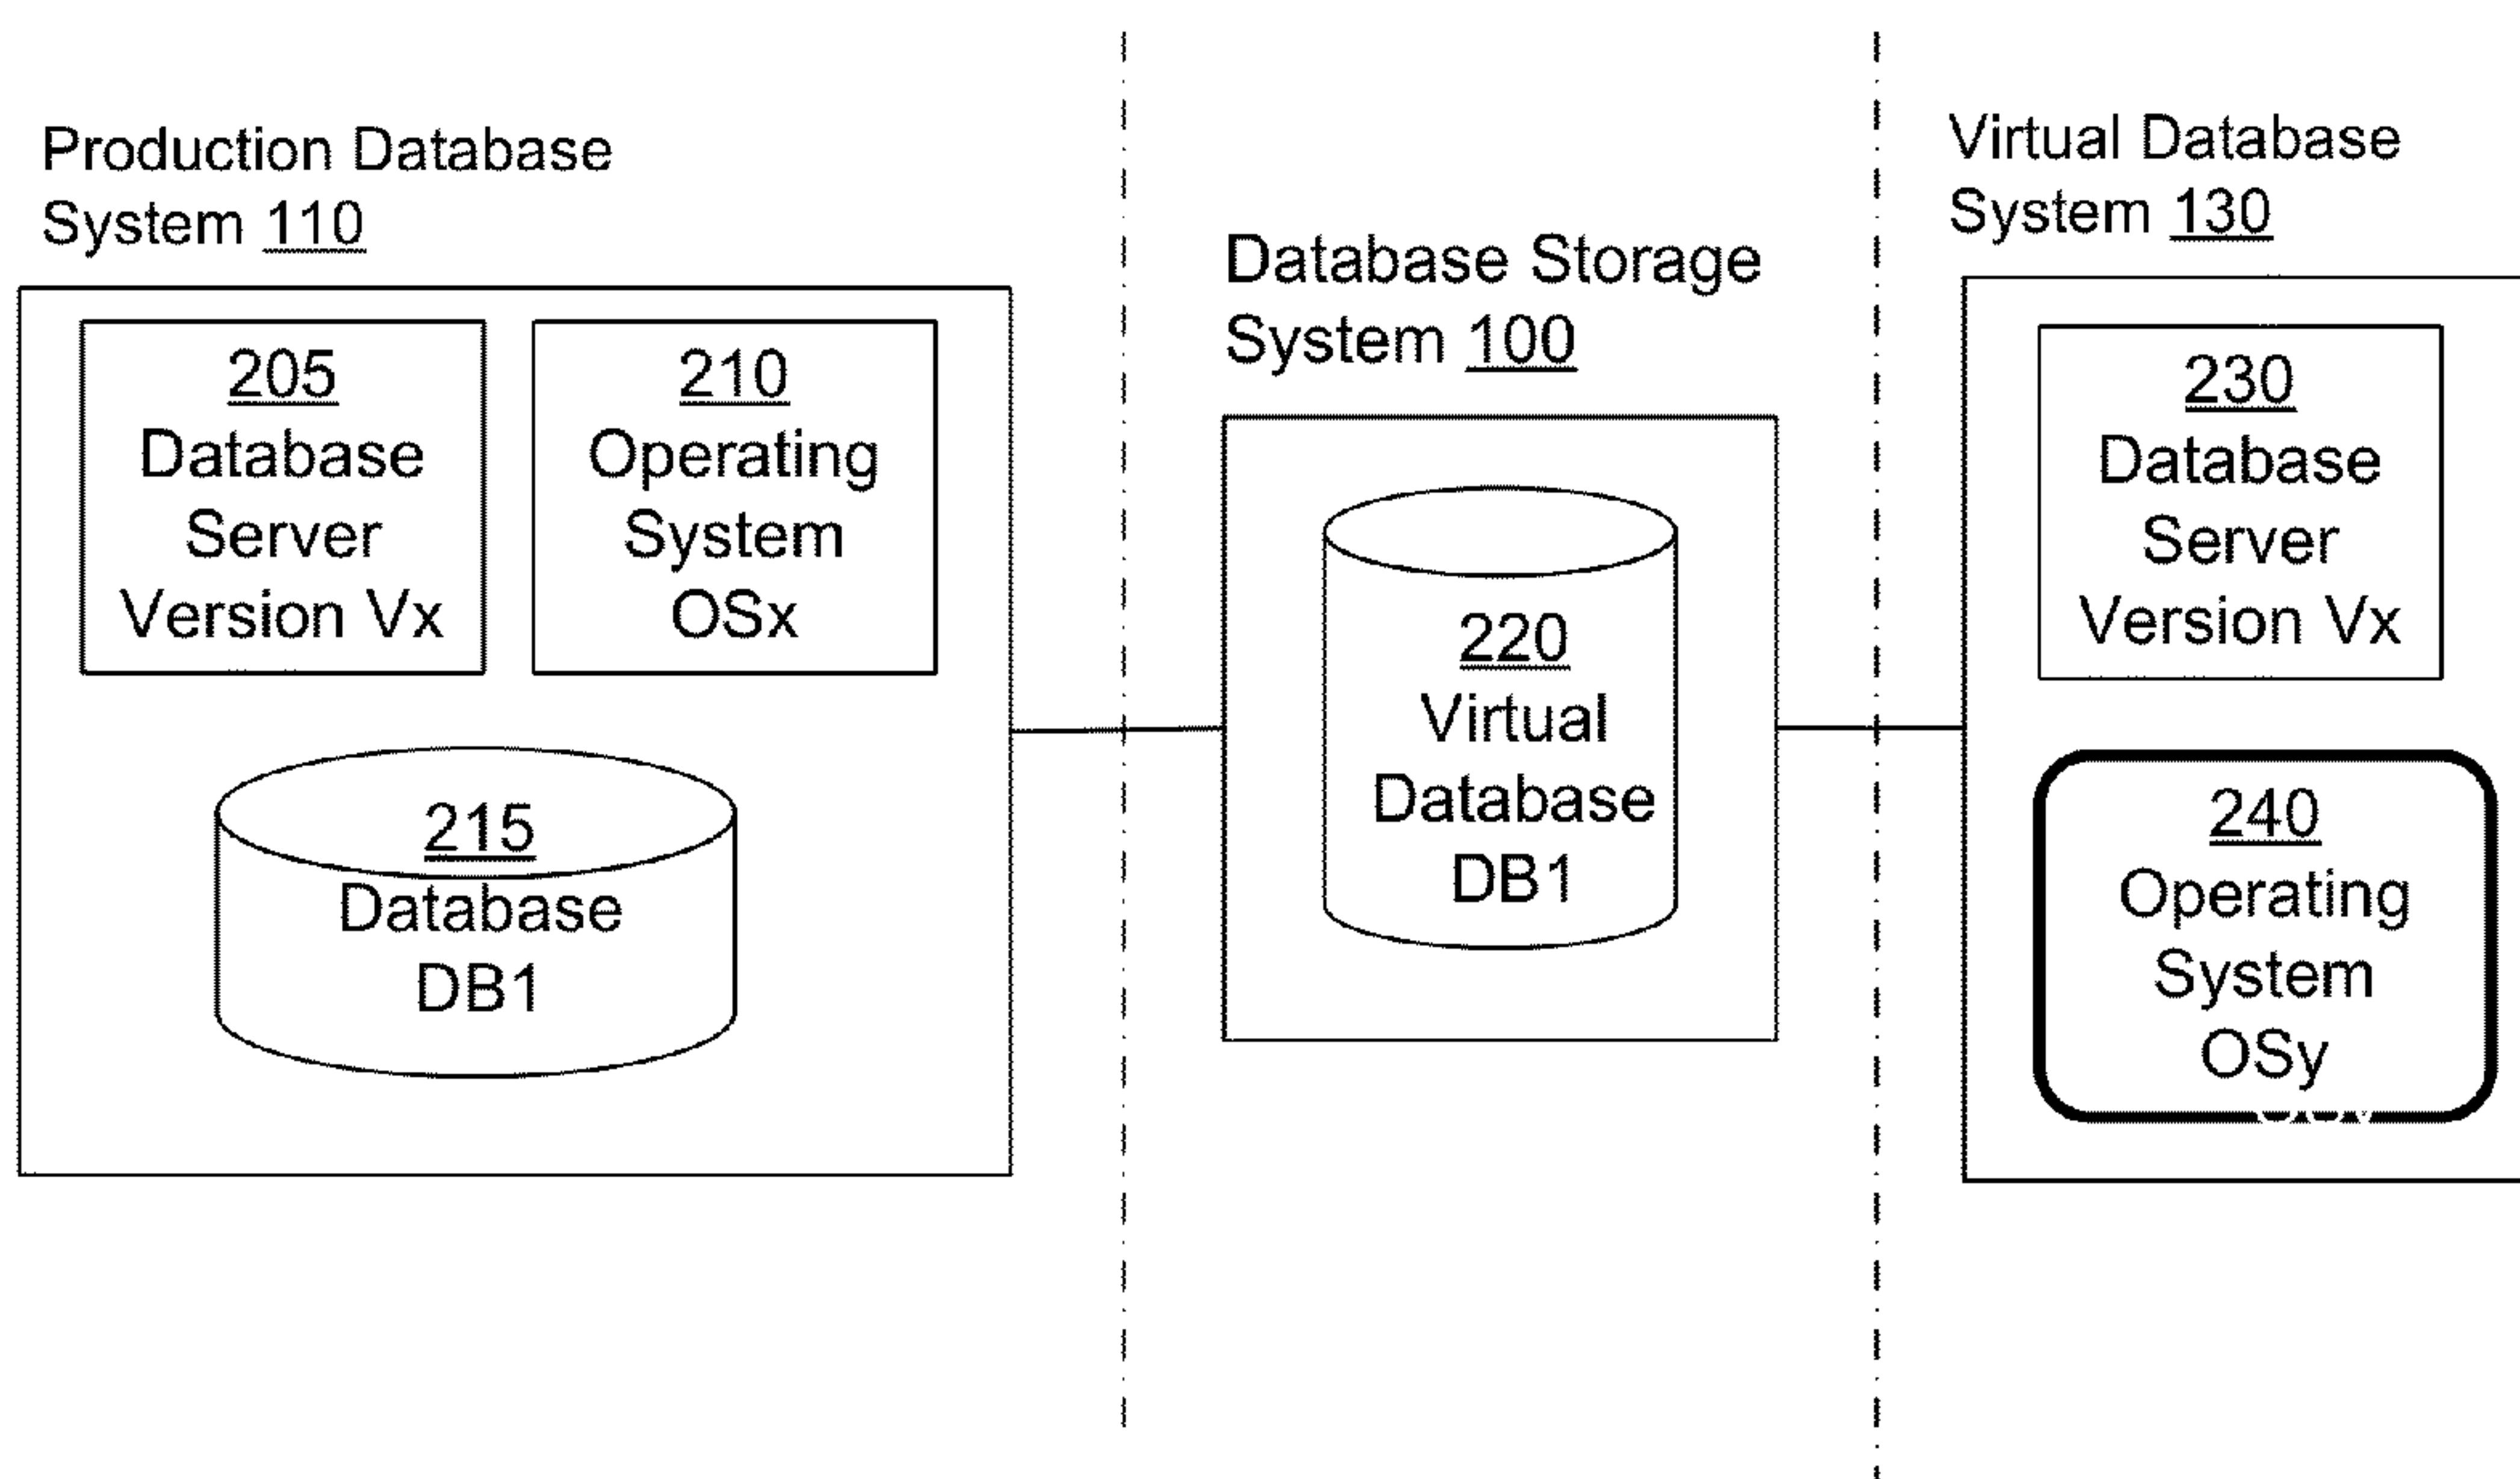 Production Database
System 110
205
Database
Server
Version Vx
210
Operating
System
OSx
215
Database
DB1
Database Storage
System 100
220
Virtual
Database
DB1
Virtual Database
System 130
230
Database
Server
Version Vx
240
Operating
System
OSy